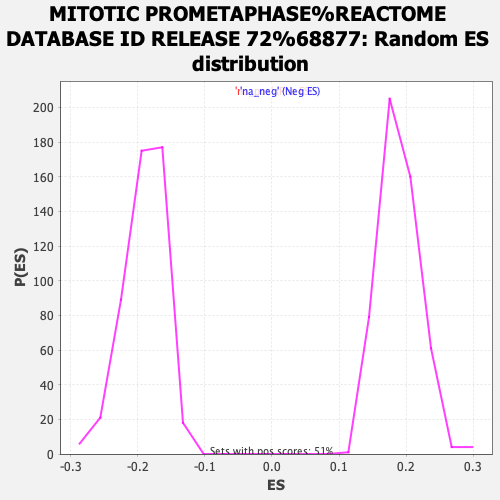 MITOTIC PROMETAPHASE%REACTOME
DATABASE ID RELEASE 72%68877: Random ES
distribution
'na_neg' (Neg ES)
200
180
160
140
120
100
80
60
40
20
0
P(ES)
Sets with pos scores: 51%
-0.3 -0.2 -0.1 0.0 0.1 0.2 0.3
ES